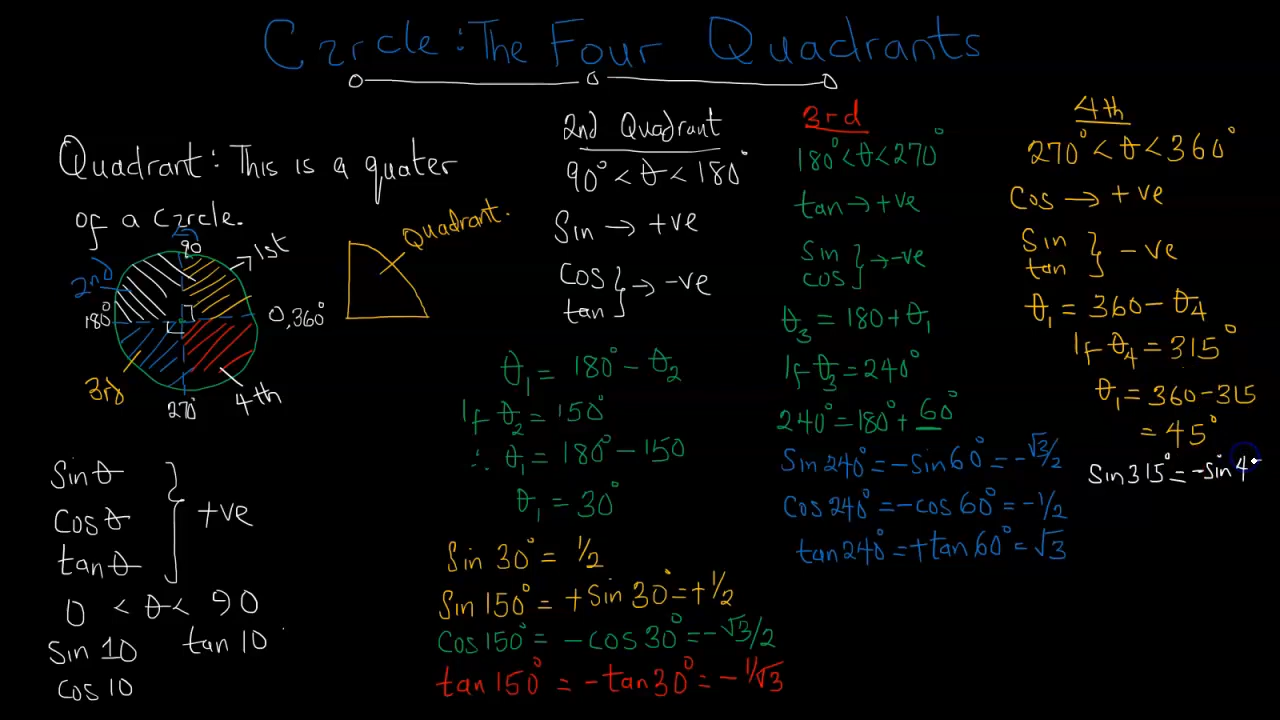 Czrcle: The Four Quadrants
Quadrant: This is a quater
of a Czrcle.
90
1st
2nd
180°
0,360°
3rd
270°
4th
Quadrant.
Sinθ
Cosθ
tanθ
+ve
0 < θ < 90
Sin 10 tan 10
Cos 10
2nd Quadrant
90° < θ < 180°
Sin → +ve
Cos
tan } → -ve
θ₁ = 180° - θ₂
If θ₂ = 150°
∴ θ₁ = 180° - 150
θ₁ = 30°
Sin 30° = 1/2
Sin 150° = +Sin 30° = +1/2
Cos 150° = -cos 30° = -√3/2
tan 150° = -tan 30° = -1/√3
3rd
180° < θ < 270°
tan → +ve
Sin
cos } → -ve
θ₃ = 180 + θ₁
If θ₃ = 240°
240° = 180° + 60°
Sin 240° = -Sin 60° = -√3/2
Cos 240° = -cos 60° = -1/2
tan 240° = +tan 60° = √3
4th
270° < θ < 360°
Cos → +ve
Sin
tan } -ve
θ₁ = 360 - θ₄
If θ₄ = 315°
θ₁ = 360 - 315
= 45°
Sin 315° = -sin 4